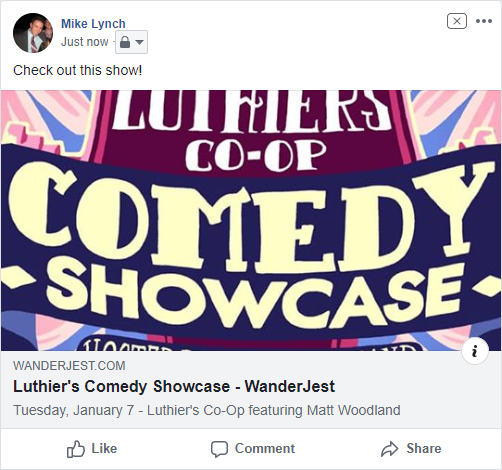 Mike Lynch
Just now
Check out this show!
LUTHIERS
CO-OP
COMEDY
SHOWCASE
WANDERJEST.COM
Luthier's Comedy Showcase - WanderJest
Tuesday, January 7 - Luthier's Co-Op featuring Matt Woodland
Like Comment Share